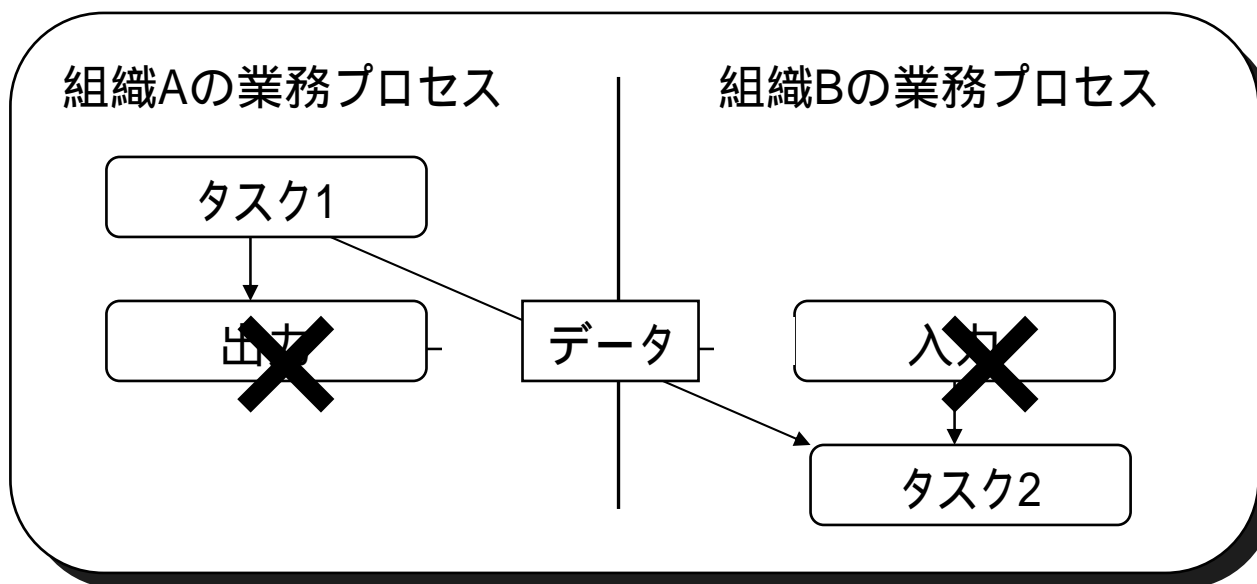 組織Aの業務プロセス
組織Bの業務プロセス
タスク1
出力
データ
入力
タスク2